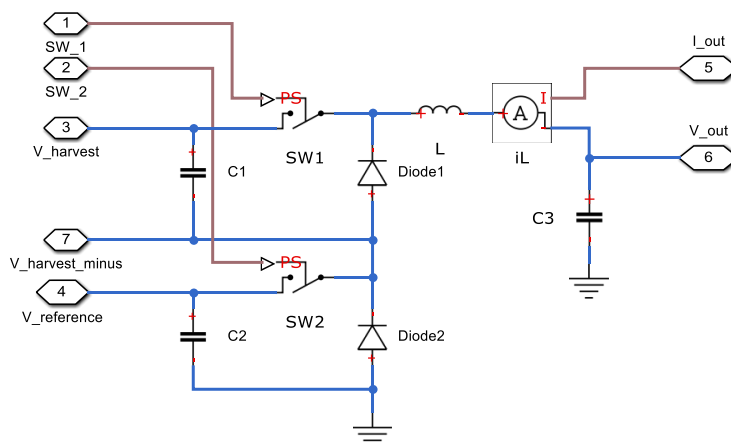 1
SW_1
2
SW_2
3
V_harvest
7
V_harvest_minus
4
V_reference
PS
SW1
C1
Diode1
PS
SW2
C2
Diode2
L
A
I
iL
C3
I_out
5
V_out
6